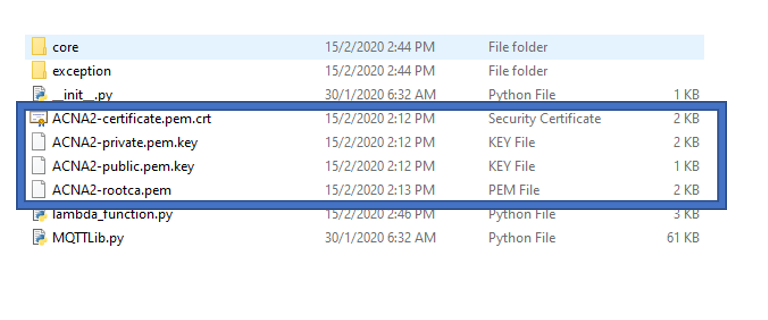 core 15/2/2020 2:44 PM File folder
exception 15/2/2020 2:44 PM File folder
__init__.py 30/1/2020 6:32 AM Python File 1 KB
ACNA2-certificate.pem.crt 15/2/2020 2:12 PM Security Certificate 2 KB
ACNA2-private.pem.key 15/2/2020 2:12 PM KEY File 2 KB
ACNA2-public.pem.key 15/2/2020 2:12 PM KEY File 1 KB
ACNA2-rootca.pem 15/2/2020 2:13 PM PEM File 2 KB
lambda_function.py 15/2/2020 2:46 PM Python File 3 KB
MQTTLib.py 30/1/2020 6:32 AM Python File 61 KB